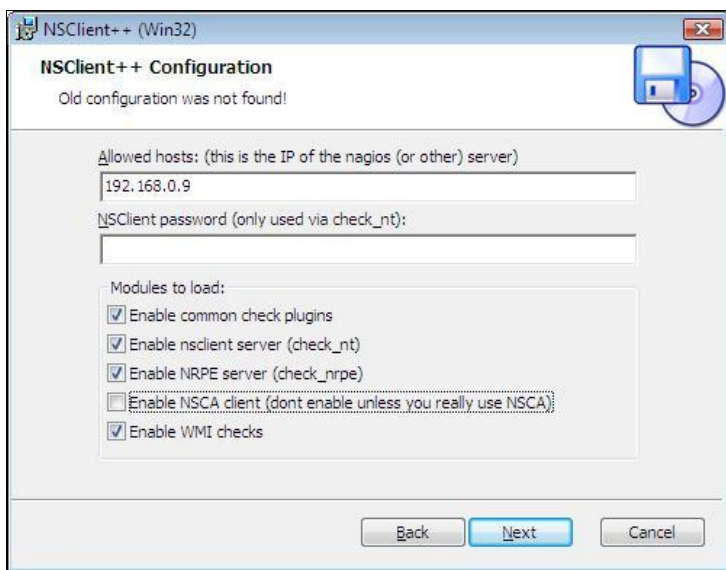 NSClient++ (Win32)
NSClient++ Configuration
Old configuration was not found!
Allowed hosts: (this is the IP of the nagios (or other) server)
192.168.0.9
NSClient password (only used via check_nt):
Modules to load:
Enable common check plugins
Enable nsclient server (check_nt)
Enable NRPE server (check_nrpe)
Enable NSCA client (dont enable unless you really use NSCA)
Enable WMI checks
Back Next Cancel